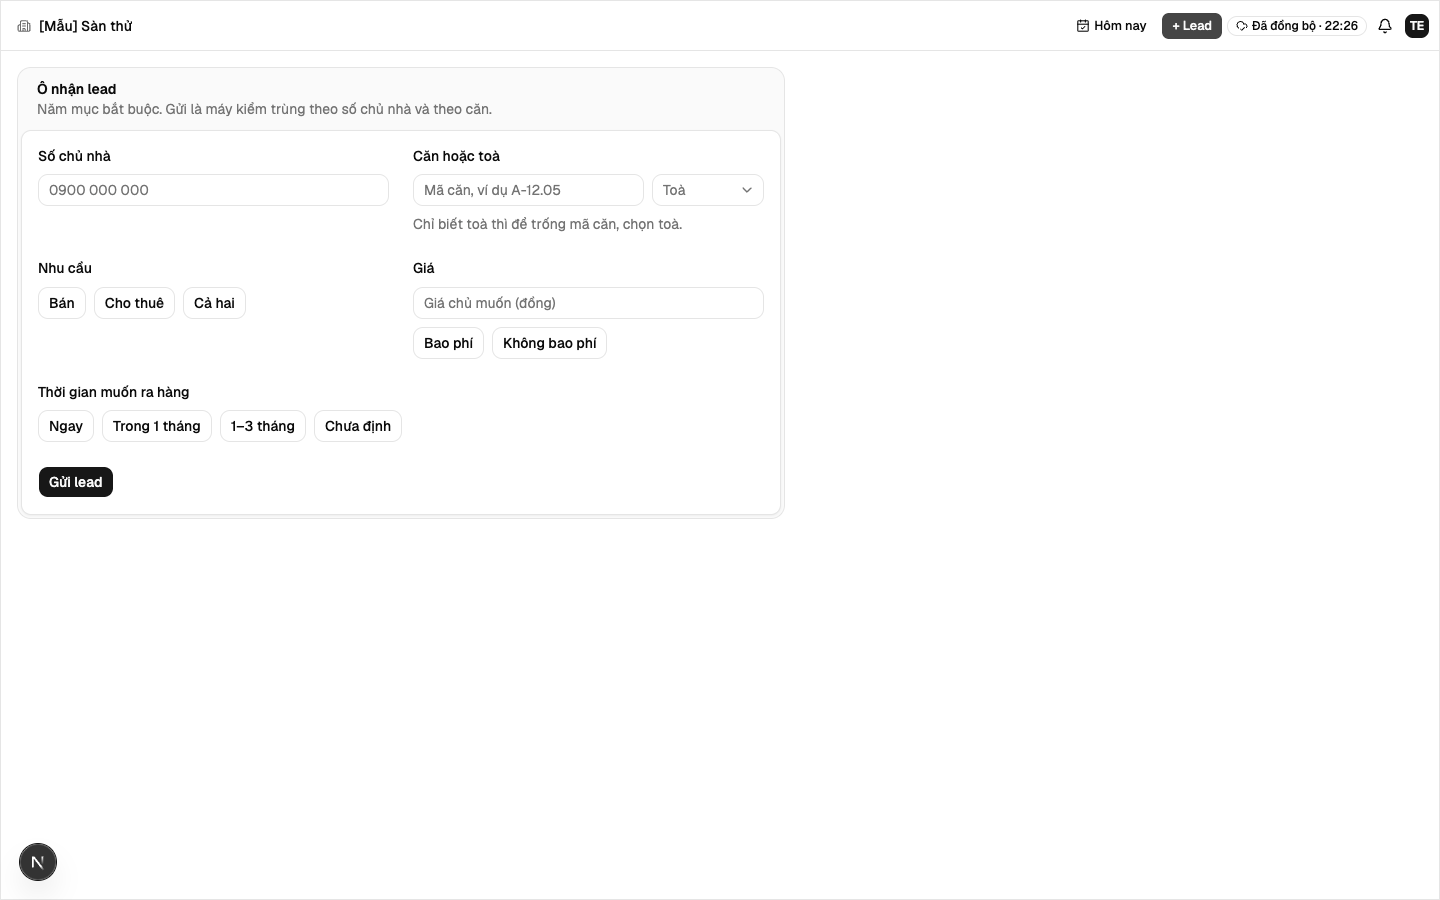 [Mẫu] Sàn thử
Hôm nay
+ Lead
Đã đồng bộ · 22:26
TE
Ô nhận lead
Năm mục bắt buộc. Gửi là máy kiểm trùng theo số chủ nhà và theo căn.
Số chủ nhà
0900 000 000
Căn hoặc toà
Mã căn, ví dụ A-12.05
Toà
Chỉ biết toà thì để trống mã căn, chọn toà.
Nhu cầu
Bán
Cho thuê
Cả hai
Giá
Giá chủ muốn (đồng)
Bao phí
Không bao phí
Thời gian muốn ra hàng
Ngay
Trong 1 tháng
1–3 tháng
Chưa định
Gửi lead
N